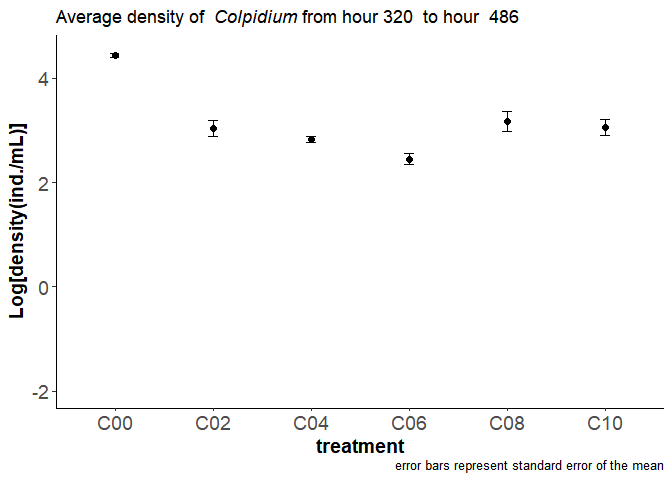 Average density of Colpidium from hour 320 to hour 486
Log[density(ind./mL)]
4
2
0
-2
C00 C02 C04 C06 C08 C10
treatment
error bars represent standard error of the mean